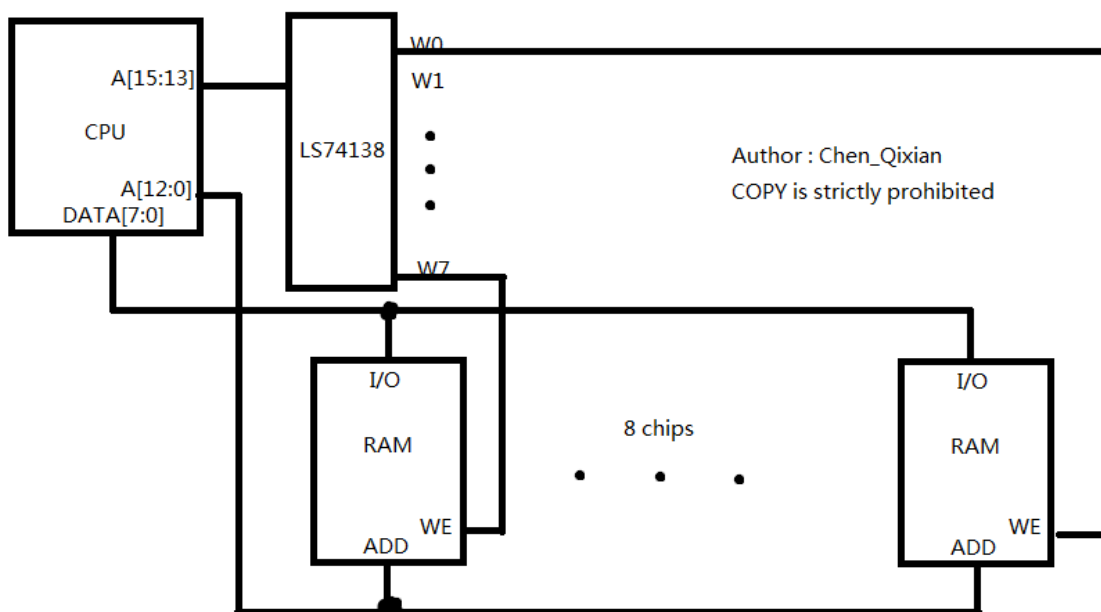 W0
A[15:13]
W1
CPU
LS74138
Author : Chen_Qixian
COPY is strictly prohibited
A[12:0]
DATA[7:0]
W7
I/O
I/O
8 chips
RAM
RAM
WE
WE
ADD
ADD